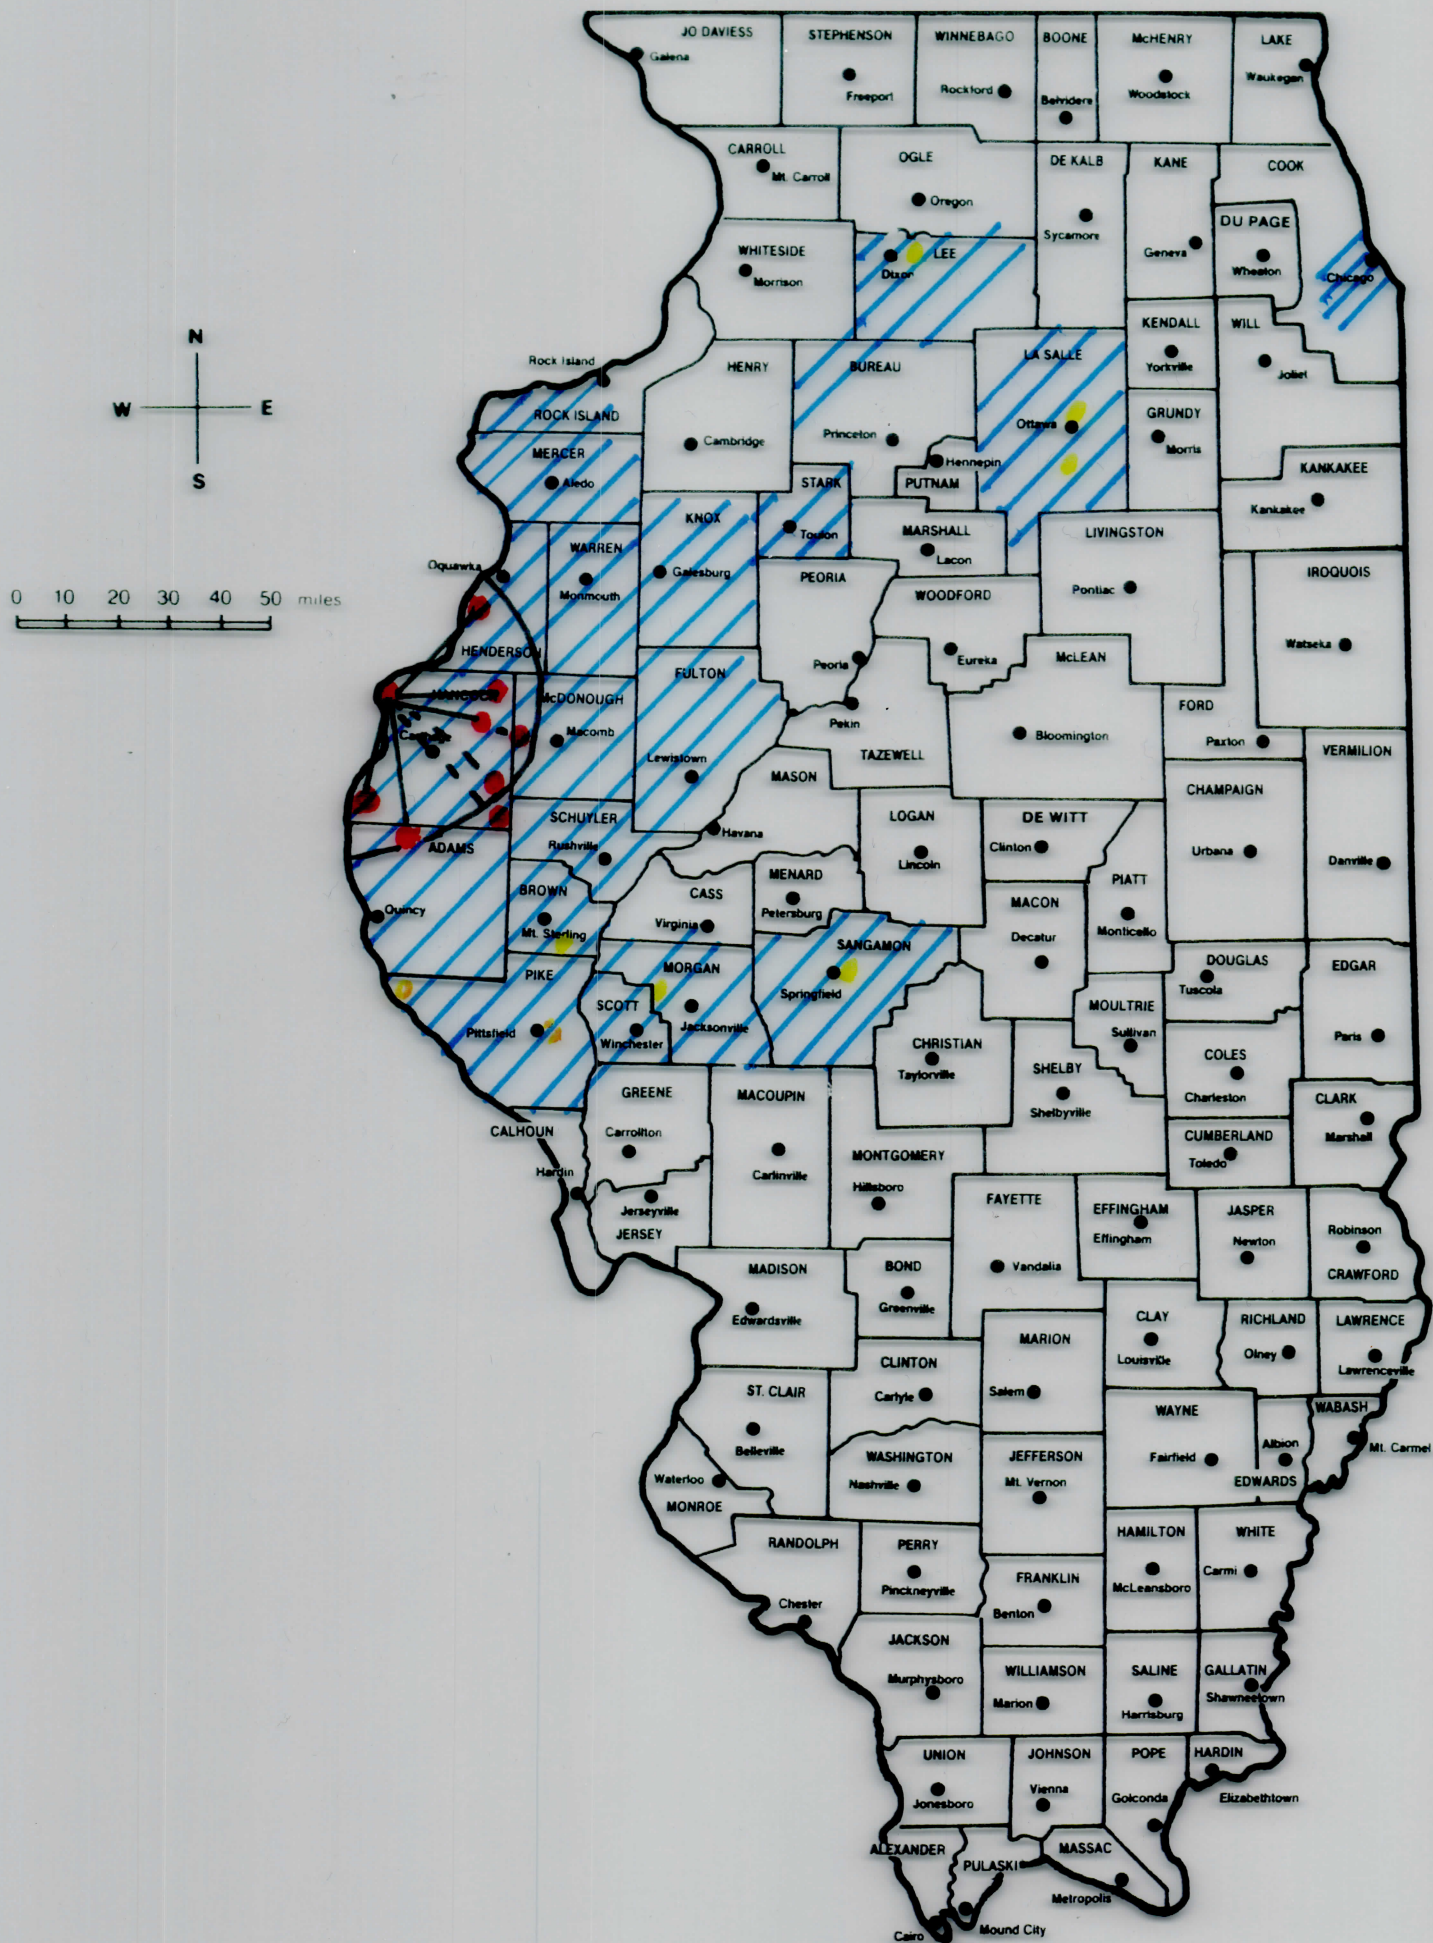 JO DAVIESS
STEPHENSON
WINNEBAGO
BOONE
McHENRY
LAKE
Galena
Freeport
Rockford
Belvidere
Woodstock
Waukegan
CARROLL
Mt. Carroll
OGLE
Oregon
DE KALB
Sycamore
KANE
Geneva
COOK
DU PAGE
Wheaton
Chicago
WHITESIDE
Morrison
LEE
Dixon
KENDALL
Yorkville
WILL
Joliet
N
W E
S
Rock Island
ROCK ISLAND
HENRY
Cambridge
BUREAU
Princeton
LA SALLE
Ottawa
GRUNDY
Morris
MERCER
Aledo
Hennepin
PUTNAM
KANKAKEE
Kankakee
STARK
Toulon
KNOX
Galesburg
MARSHALL
Lacon
LIVINGSTON
Pontiac
WARREN
Monmouth
Oquawka
HENDERSON
PEORIA
Peoria
WOODFORD
Eureka
IROQUOIS
Watseka
0 10 20 30 40 50 miles
McLEAN
Bloomington
FULTON
Lewistown
HANCOCK
Carthage
McDONOUGH
Macomb
Pekin
TAZEWELL
FORD
Paxton
VERMILION
Danville
MASON
Havana
CHAMPAIGN
Urbana
SCHUYLER
Rushville
LOGAN
Lincoln
DE WITT
Clinton
ADAMS
Quincy
BROWN
Mt. Sterling
CASS
Virginia
MENARD
Petersburg
MACON
Decatur
PIATT
Monticello
SANGAMON
Springfield
PIKE
Pittsfield
MORGAN
Jacksonville
SCOTT
Winchester
DOUGLAS
Tuscola
EDGAR
Paris
MOULTRIE
Sullivan
CHRISTIAN
Taylorville
SHELBY
Shelbyville
COLES
Charleston
CLARK
Marshall
GREENE
Carrollton
MACOUPIN
Carlinville
CALHOUN
Hardin
CUMBERLAND
Toledo
MONTGOMERY
Hillsboro
Jerseyville
JERSEY
FAYETTE
Vandalia
EFFINGHAM
Effingham
JASPER
Newton
Robinson
CRAWFORD
MADISON
Edwardsville
BOND
Greenville
CLAY
Louisville
RICHLAND
Olney
LAWRENCE
Lawrenceville
MARION
Salem
CLINTON
Carlyle
ST. CLAIR
Belleville
WAYNE
Fairfield
WABASH
Mt. Carmel
Albion
EDWARDS
WASHINGTON
Nashville
JEFFERSON
Mt. Vernon
Waterloo
MONROE
RANDOLPH
Chester
PERRY
Pinckneyville
HAMILTON
McLeansboro
WHITE
Carmi
FRANKLIN
Benton
JACKSON
Murphysboro
WILLIAMSON
Marion
SALINE
Harrisburg
GALLATIN
Shawneetown
UNION
Jonesboro
JOHNSON
Vienna
POPE
Golconda
HARDIN
Elizabethtown
ALEXANDER
PULASKI
MASSAC
Metropolis
Cairo
Mound City